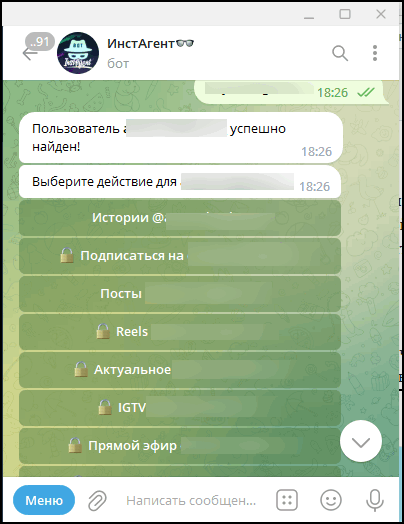 ..91
ИнстАгент🕶
бот
18:26
Пользователь a успешно
найден!
18:26
Выберите действие для
18:26
Истории @
🔒 Подписаться на
Посты
🔒 Reels
🔒 Актуальное
🔒 IGTV
🔒 Прямой эфир
Меню
Написать сообщен...